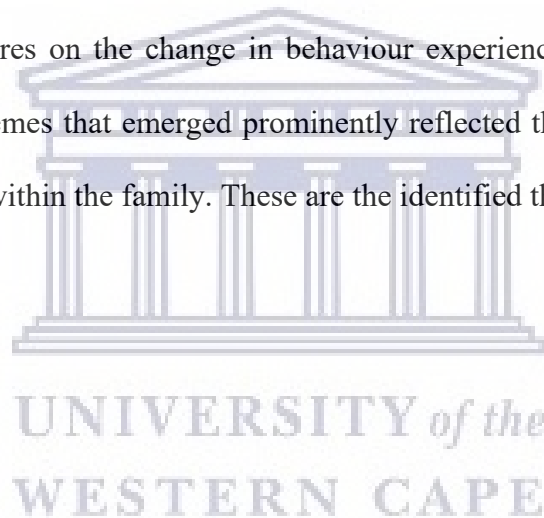 res on the change in behaviour experienc
emes that emerged prominently reflected th
within the family. These are the identified th
UNIVERSITY of the
WESTERN CAPE